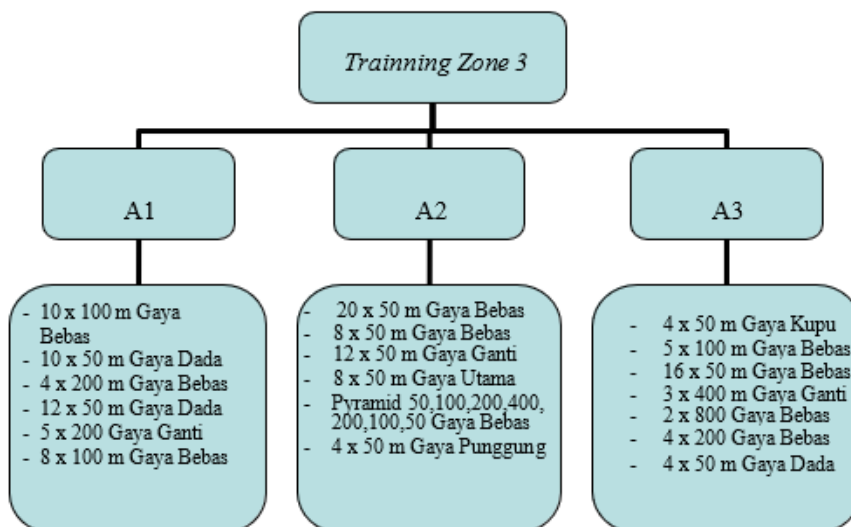 Trainning Zone 3
A1
A2
A3
- 10 x 100 m Gaya
Bebas
- 10 x 50 m Gaya Dada
- 4 x 200 m Gaya Bebas
- 12 x 50 m Gaya Dada
- 5 x 200 Gaya Ganti
- 8 x 100 m Gaya Bebas
- 20 x 50 m Gaya Bebas
- 8 x 50 m Gaya Bebas
- 12 x 50 m Gaya Ganti
- 8 x 50 m Gaya Utama
- Pyramid 50,100,200,400,
200,100,50 Gaya Bebas
- 4 x 50 m Gaya Punggung
- 4 x 50 m Gaya Kupu
- 5 x 100 m Gaya Bebas
- 16 x 50 m Gaya Bebas
- 3 x 400 m Gaya Ganti
- 2 x 800 Gaya Bebas
- 4 x 200 Gaya Bebas
- 4 x 50 m Gaya Dada